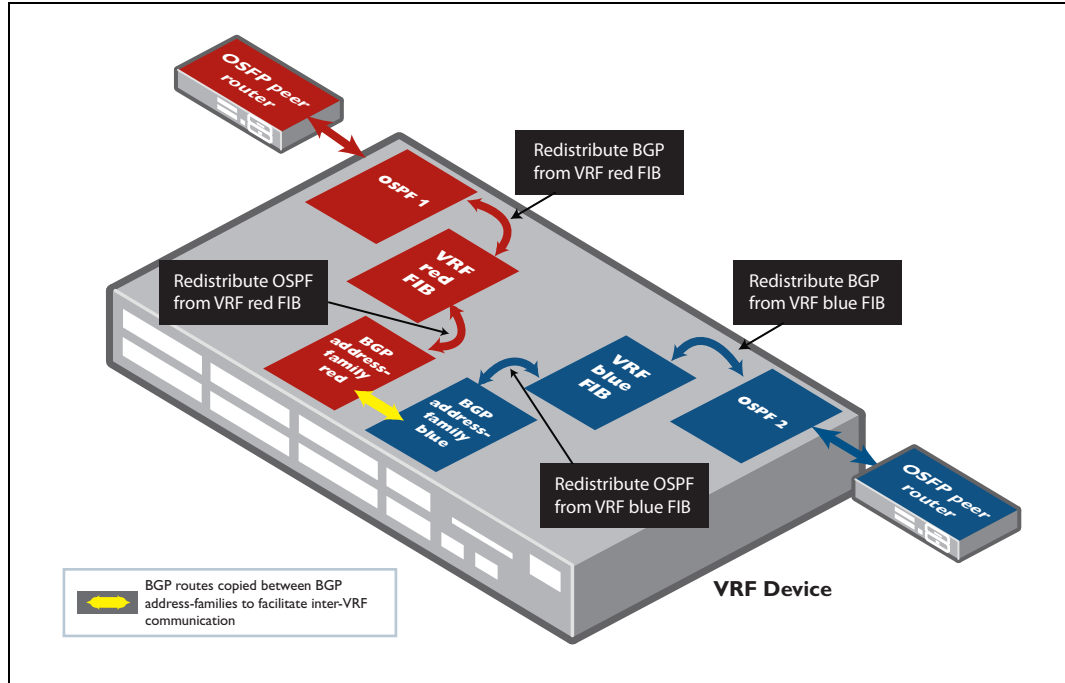 OSFP peer
router
Redistribute BGP
from VRF red FIB
OSPF 1
VRF
red
FIB
Redistribute OSPF
from VRF red FIB
Redistribute BGP
from VRF blue FIB
BGP
address-
family
red
BGP
address-
family
blue
VRF
blue
FIB
OSPF 2
Redistribute OSPF
from VRF blue FIB
OSFP peer
router
VRF Device
BGP routes copied between BGP
address-families to facilitate inter-VRF
communication